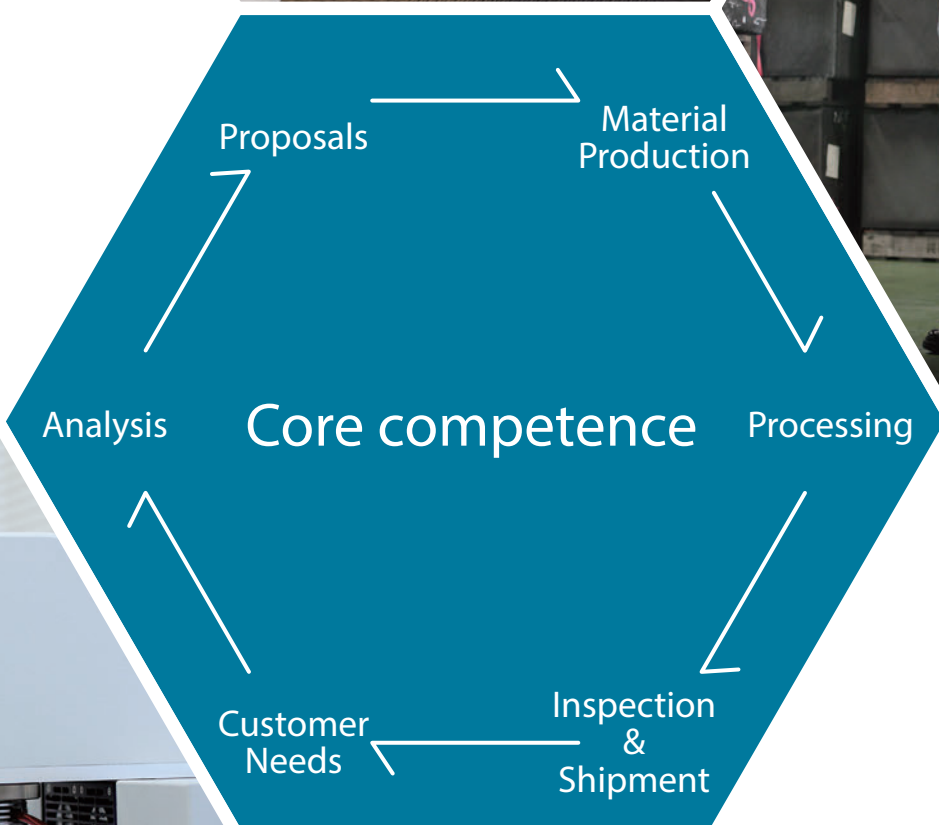 Proposals
Material
Production
Analysis
Core competence
Processing
Customer
Needs
Inspection
&
Shipment